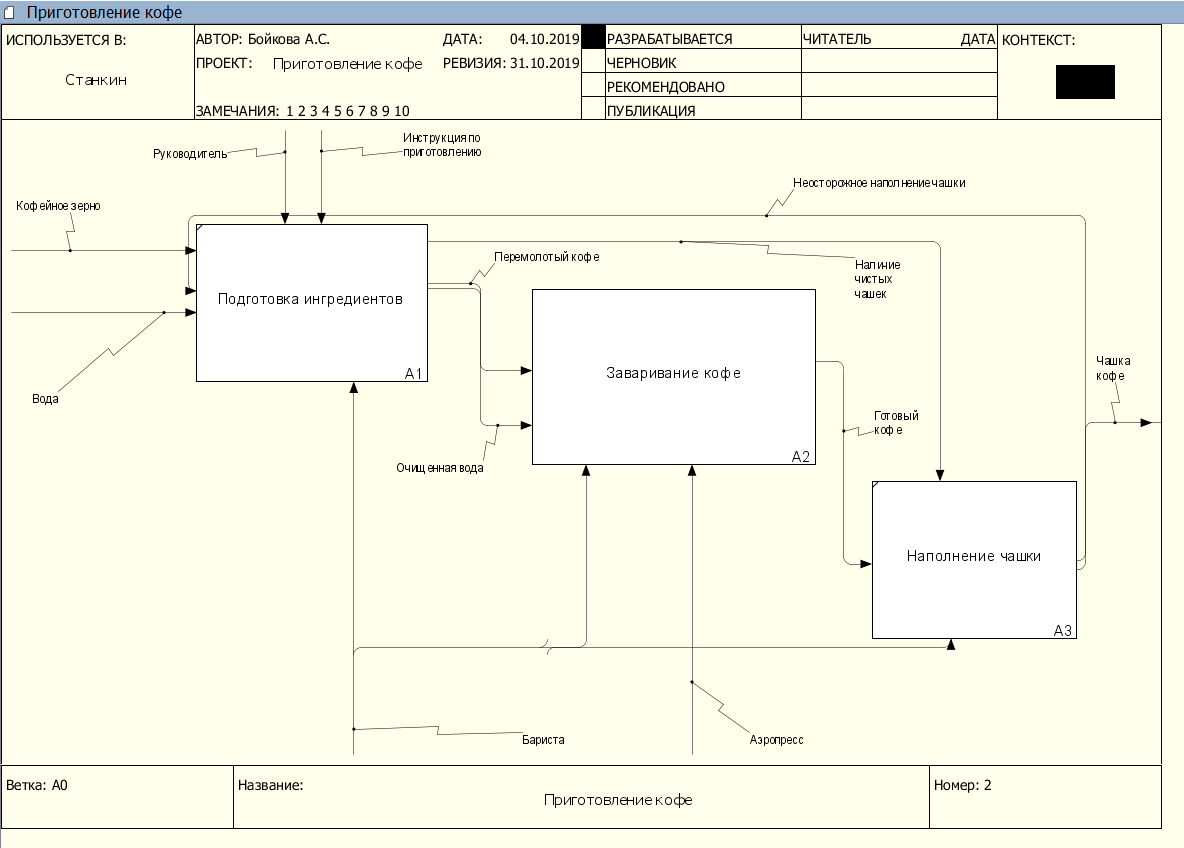 Приготовление кофе
ИСПОЛЬЗУЕТСЯ В:
Станкин
АВТОР: Бойкова А.С.
ДАТА: 04.10.2019
ПРОЕКТ: Приготовление кофе
РЕВИЗИЯ: 31.10.2019
ЗАМЕЧАНИЯ: 1 2 3 4 5 6 7 8 9 10
РАЗРАБАТЫВАЕТСЯ
ЧЕРНОВИК
РЕКОМЕНДОВАНО
ПУБЛИКАЦИЯ
ЧИТАТЕЛЬ
ДАТА
КОНТЕКСТ:
Руководитель
Инструкция по
приготовлению
Неосторожное наполнение чашки
Кофейное зерно
Перемолотый кофе
Налиние
чистых
чашек
Подготовка ингредиентов
A1
Вода
Заваривание кофе
A2
Чашка
кофе
Готовый
кофе
Очищенная вода
Наполнение чашки
A3
Бариста
Аэропресс
Ветка: A0
Название:
Приготовление кофе
Номер: 2